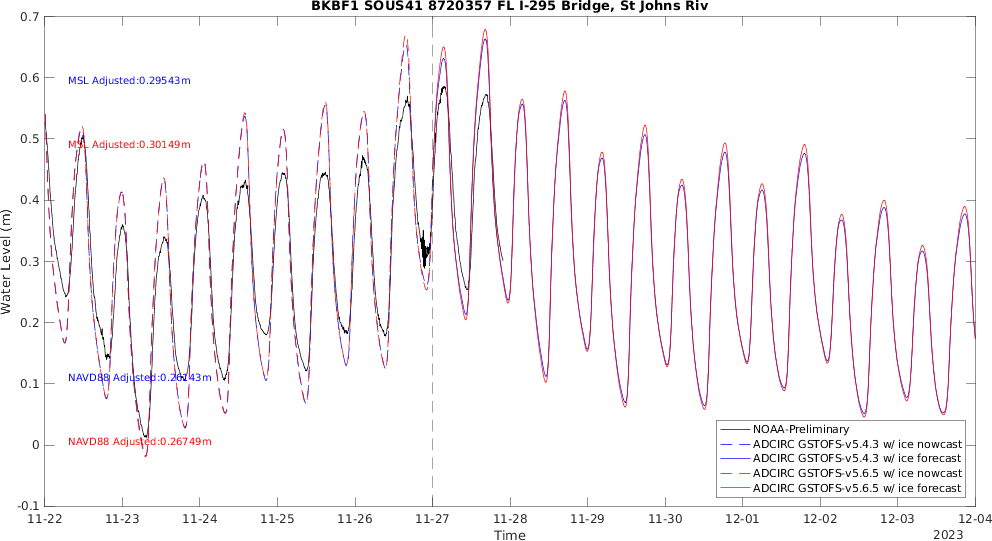 BKBF1 SOUS41 8720357 FL I-295 Bridge, St Johns Riv
0.7
0.6
0.5
0.4
0.3
0.2
0.1
0
-0.1
Water Level (m)
MSL Adjusted:0.29543m
MSL Adjusted:0.30149m
NAVD88 Adjusted:0.26143m
NAVD88 Adjusted:0.26749m
NOAA-Preliminary
ADCIRC GSTOFS-v5.4.3 w/ ice nowcast
ADCIRC GSTOFS-v5.4.3 w/ ice forecast
ADCIRC GSTOFS-v5.6.5 w/ ice nowcast
ADCIRC GSTOFS-v5.6.5 w/ ice forecast
11-22 11-23 11-24 11-25 11-26 11-27 11-28 11-29 11-30 12-01 12-02 12-03 12-04
Time
2023